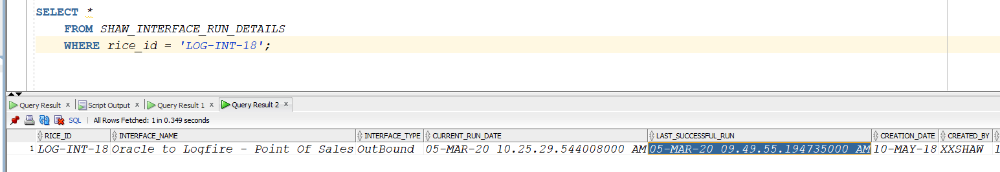 SELECT *
FROM SHAW_INTERFACE_RUN_DETAILS
WHERE rice_id = 'LOG-INT-18';
Query Result x Script Output x Query Result 1 x Query Result 2 x
SQL | All Rows Fetched: 1 in 0.349 seconds
RICE_ID INTERFACE_NAME INTERFACE_TYPE CURRENT_RUN_DATE LAST_SUCCESSFUL_RUN CREATION_DATE CREATED_BY
1 LOG-INT-18 Oracle to Logfire - Point Of Sales OutBound 05-MAR-20 10.25.29.544008000 AM 05-MAR-20 09.49.55.194735000 AM 10-MAY-18 XXSHAW 1